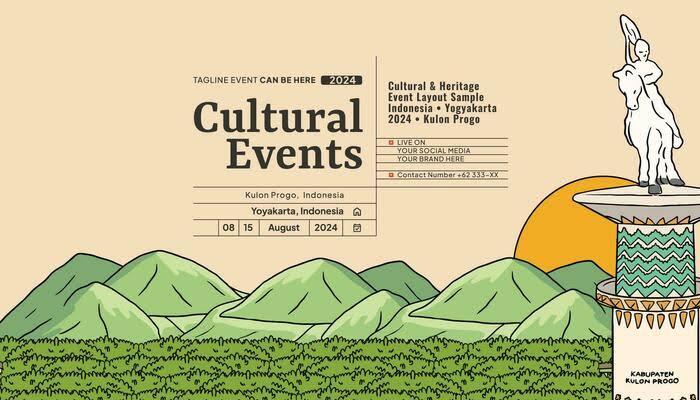 TAGLINE EVENT CAN BE HERE 2024
Cultural
Events
Kulon Progo, Indonesia
Yoyakarta, Indonesia
08 15 August 2024
Cultural & Heritage
Event Layout Sample
Indonesia • Yogyakarta
2024 • Kulon Progo
LIVE ON
YOUR SOCIAL MEDIA
YOUR BRAND HERE
Contact Number +62 333-XX
KABUPATEN
KULON PROGO